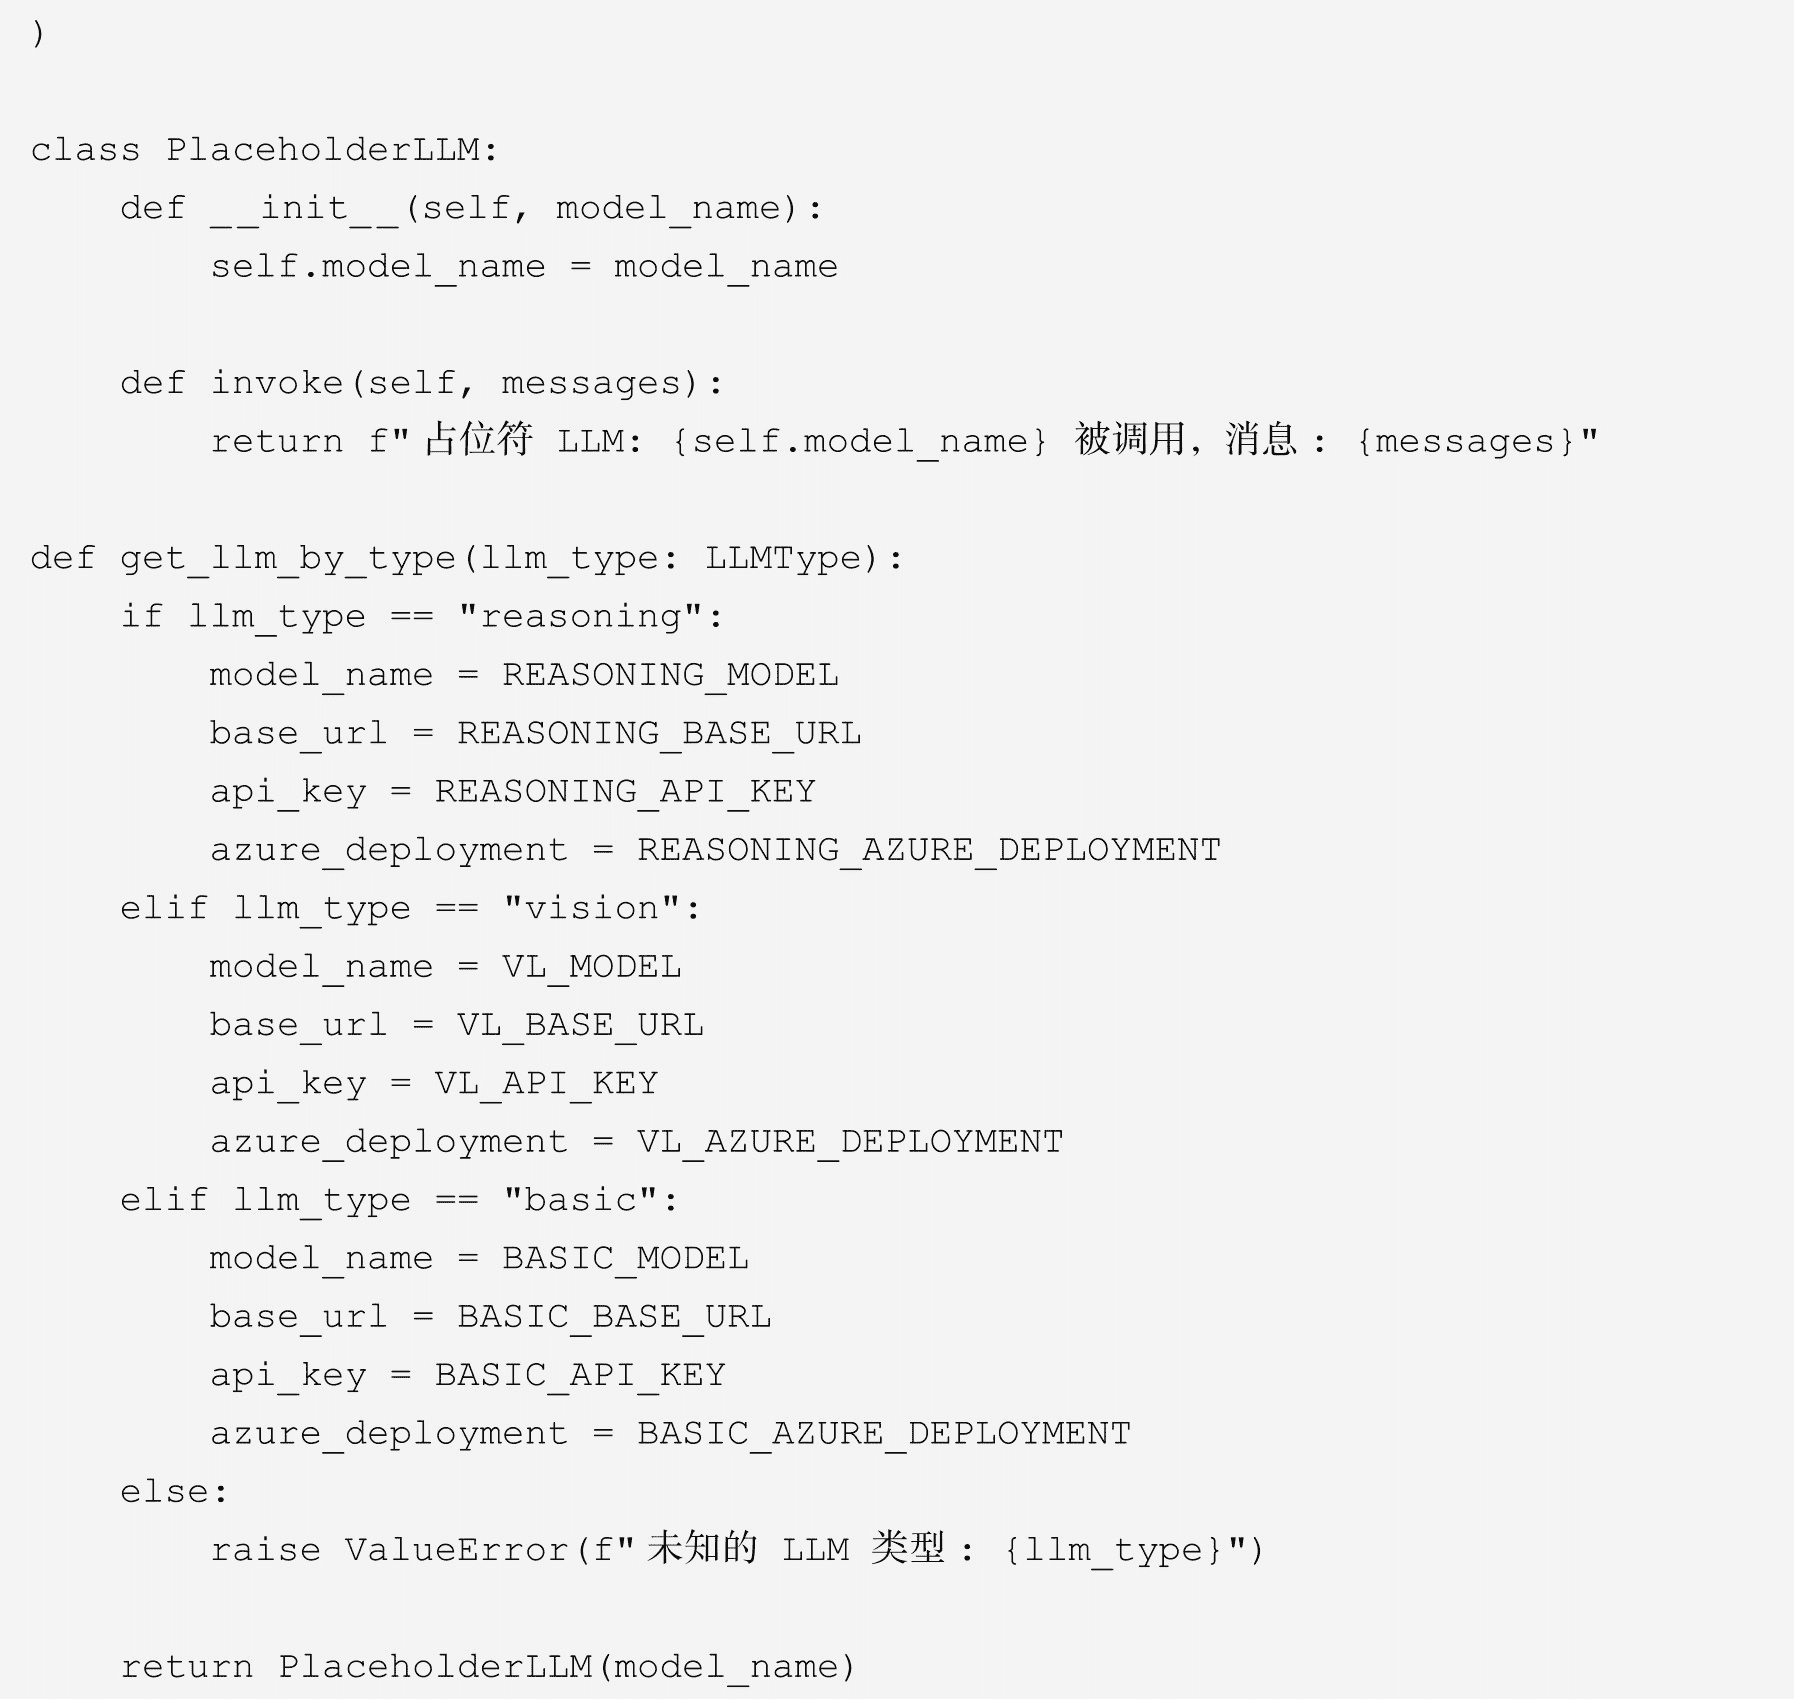 )
class PlaceholderLLM:
    def __init__(self, model_name):
        self.model_name = model_name
    def invoke(self, messages):
        return f"占位符 LLM: {self.model_name} 被调用, 消息: {messages}"
def get_llm_by_type(llm_type: LLMType):
    if llm_type == "reasoning":
        model_name = REASONING_MODEL
        base_url = REASONING_BASE_URL
        api_key = REASONING_API_KEY
        azure_deployment = REASONING_AZURE_DEPLOYMENT
    elif llm_type == "vision":
        model_name = VL_MODEL
        base_url = VL_BASE_URL
        api_key = VL_API_KEY
        azure_deployment = VL_AZURE_DEPLOYMENT
    elif llm_type == "basic":
        model_name = BASIC_MODEL
        base_url = BASIC_BASE_URL
        api_key = BASIC_API_KEY
        azure_deployment = BASIC_AZURE_DEPLOYMENT
    else:
        raise ValueError(f"未知的 LLM 类型: {llm_type}")
    return PlaceholderLLM(model_name)